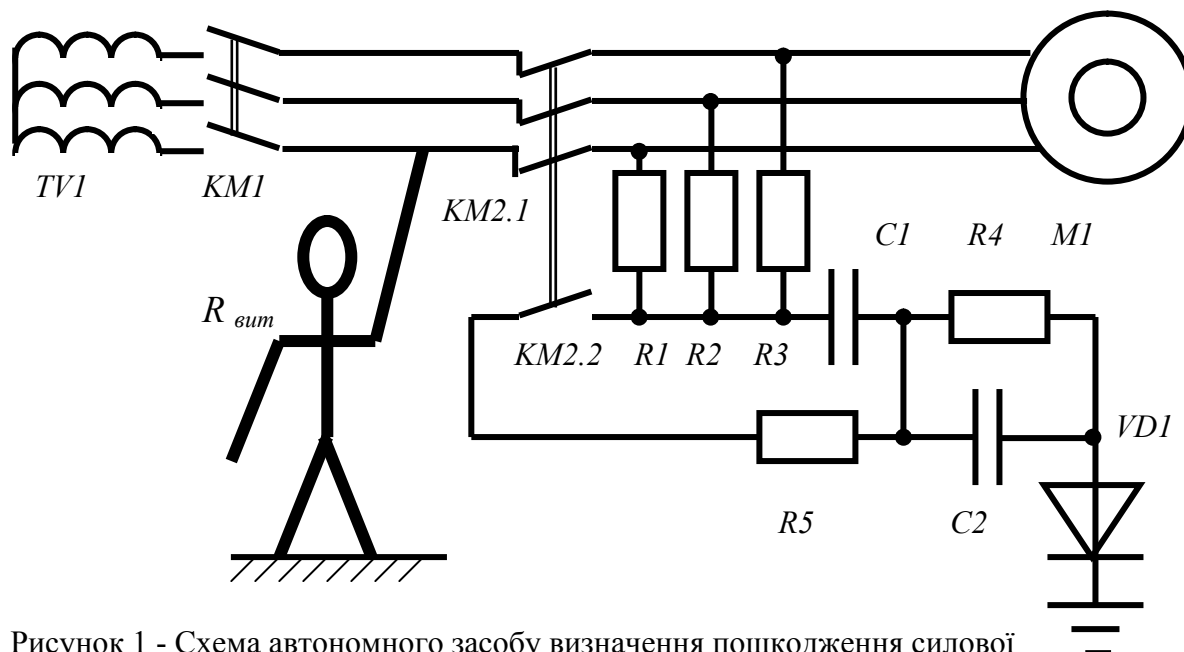 TV1
KM1
KM2.1
C1
R4
M1
R вит
KM2.2
R1
R2
R3
VD1
R5
C2
Рисунок 1 - Схема автономного засобу визначення пошкодження силової